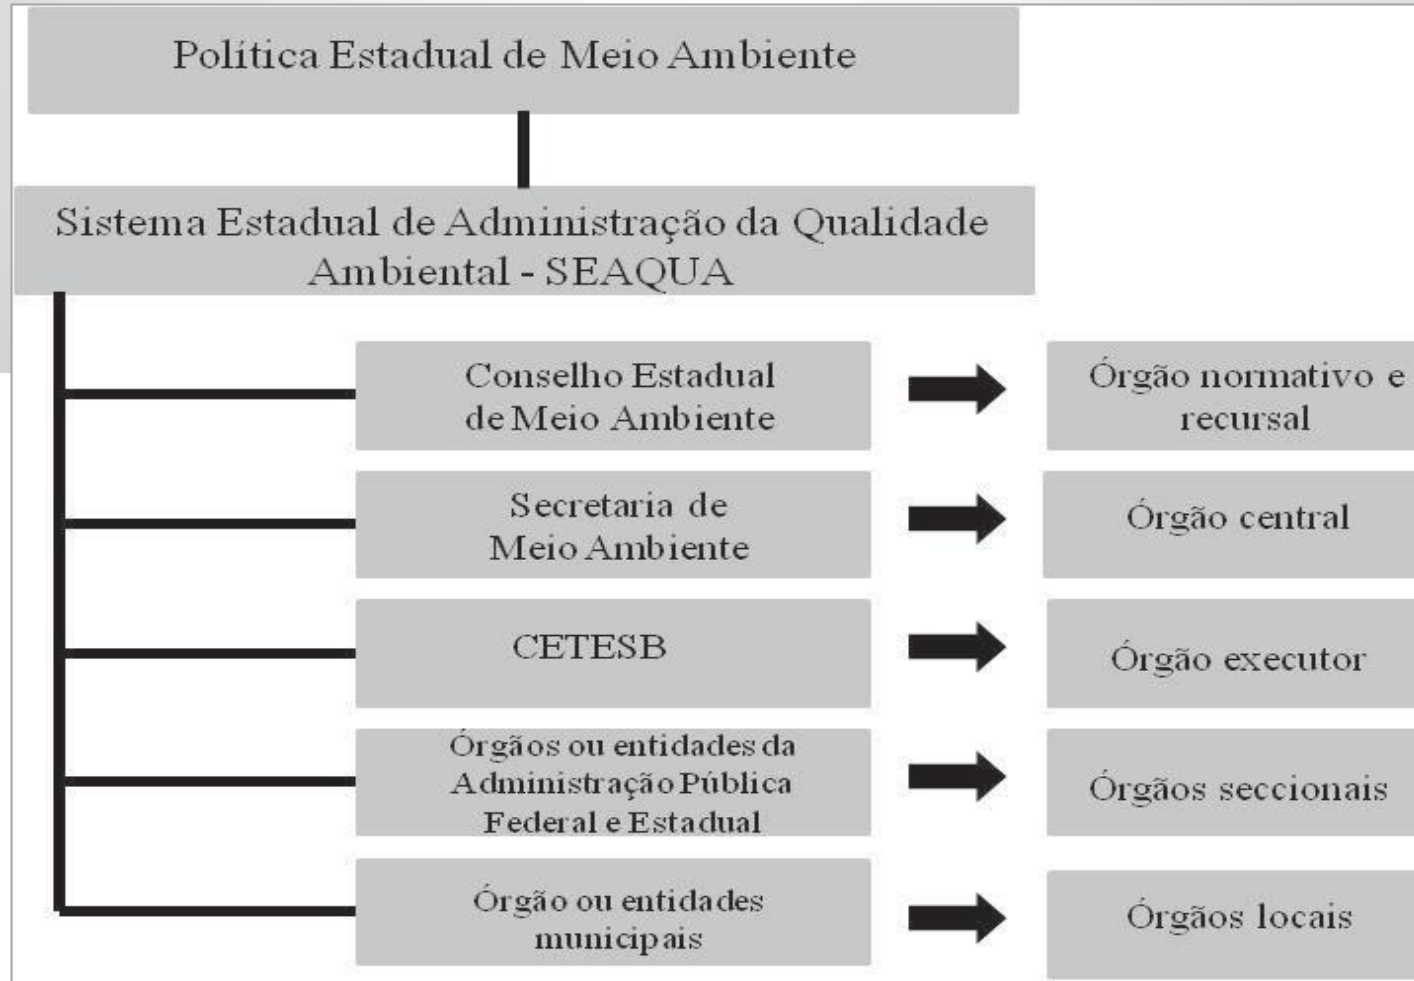 Política Estadual de Meio Ambiente
Sistema Estadual de Administração da Qualidade
Ambiental - SEAQUA
Conselho Estadual
de Meio Ambiente
Órgão normativo e
recursal
Secretaria de
Meio Ambiente
Órgão central
CETESB
Órgão executor
Órgãos ou entidades da
Administração Pública
Federal e Estadual
Órgãos seccionais
Órgão ou entidades
municipais
Órgãos locais